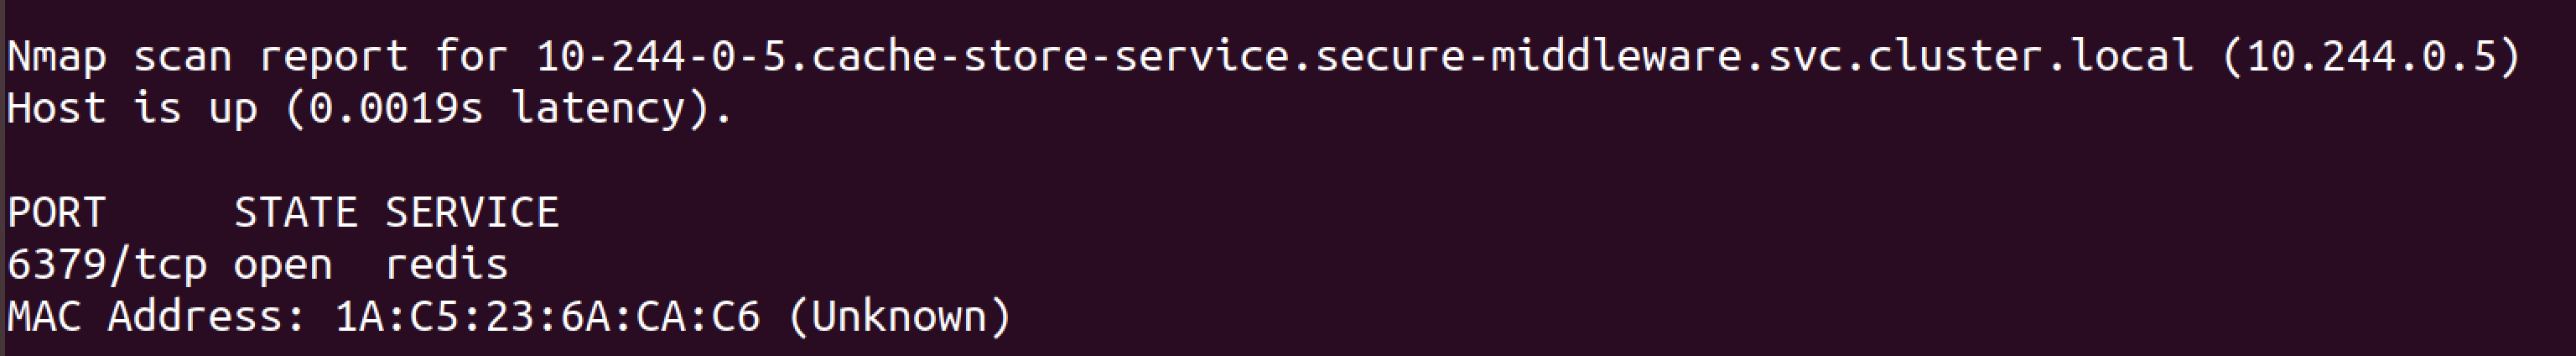 Nmap scan report for 10-244-0-5.cache-store-service.secure-middleware.svc.cluster.local (10.244.0.5)
Host is up (0.0019s latency).
PORT     STATE SERVICE
6379/tcp open  redis
MAC Address: 1A:C5:23:6A:CA:C6 (Unknown)